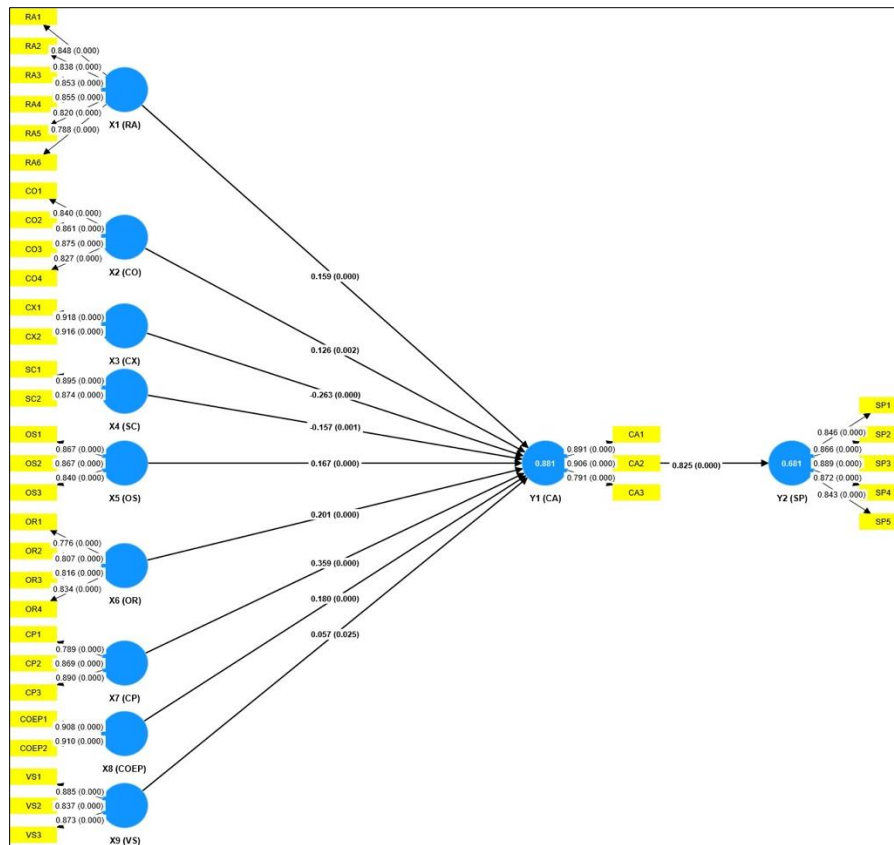 RA1
RA2
RA3
RA4
RA5
RA6
0.848 (0.000)
0.838 (0.000)
0.853 (0.000)
0.855 (0.000)
0.820 (0.000)
0.788 (0.000)
X1 (RA)
0.159 (0.000)
CO1
CO2
CO3
CO4
0.840 (0.000)
0.861 (0.000)
0.875 (0.000)
0.827 (0.000)
X2 (CO)
0.126 (0.002)
CX1
CX2
0.918 (0.000)
0.916 (0.000)
X3 (CX)
-0.263 (0.000)
SC1
SC2
0.895 (0.000)
0.874 (0.000)
X4 (SC)
-0.157 (0.001)
OS1
OS2
OS3
0.867 (0.000)
0.867 (0.000)
0.840 (0.000)
X5 (OS)
0.167 (0.000)
OR1
OR2
OR3
OR4
0.776 (0.000)
0.807 (0.000)
0.816 (0.000)
0.834 (0.000)
X6 (OR)
0.201 (0.000)
CP1
CP2
CP3
0.789 (0.000)
0.869 (0.000)
0.890 (0.000)
X7 (CP)
0.359 (0.000)
COEP1
COEP2
0.908 (0.000)
0.910 (0.000)
X8 (COEP)
0.180 (0.000)
VS1
VS2
VS3
0.885 (0.000)
0.837 (0.000)
0.873 (0.000)
X9 (VS)
0.057 (0.025)
0.881
Y1 (CA)
0.891 (0.000)
0.906 (0.000)
0.791 (0.000)
CA1
CA2
CA3
0.825 (0.000)
0.681
Y2 (SP)
0.846 (0.000)
0.866 (0.000)
0.889 (0.000)
0.872 (0.000)
0.843 (0.000)
SP1
SP2
SP3
SP4
SP5